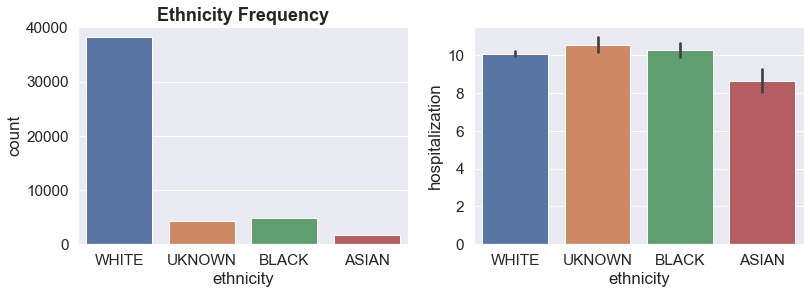 Ethnicity Frequency
count
40000
30000
20000
10000
0
WHITE UKNOWN BLACK ASIAN
ethnicity
hospitalization
10
8
6
4
2
0
WHITE UKNOWN BLACK ASIAN
ethnicity